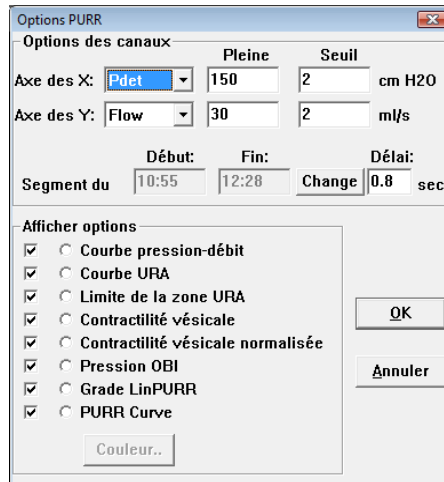 Options PURR
Options des canaux
Pleine Seuil
Axe des X: Pdet 150 2 cm H2O
Axe des Y: Flow 30 2 ml/s
Début: Fin: Délai:
Segment du 10:55 12:28 Change 0.8 sec
Afficher options
Courbe pression-débit
Courbe URA
Limite de la zone URA
Contractilité vésicale
Contractilité vésicale normalisée
Pression OBI
Grade LinPURR
PURR Curve
Couleur..
OK
Annuler